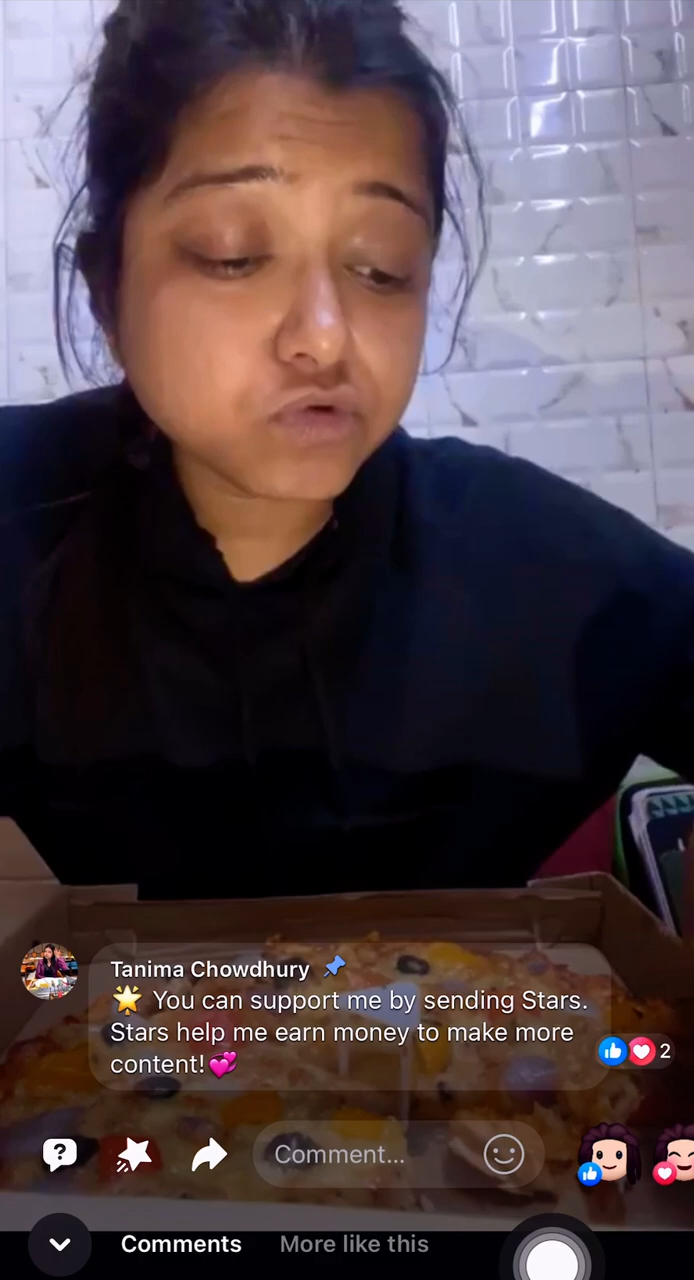 Tanima Chowdhury 📌
🌟 You can support me by sending Stars.
Stars help me earn money to make more
content!💞
2
Comment...
Comments More like this